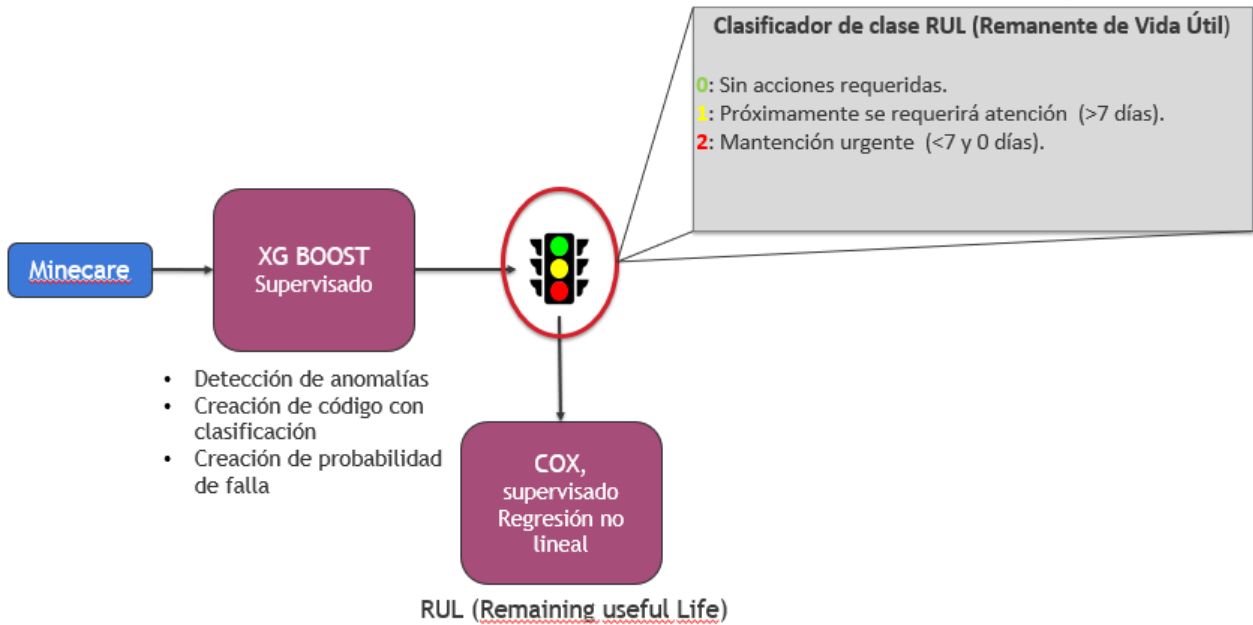 Clasificador de clase RUL (Remanente de Vida Útil)
0: Sin acciones requeridas.
1: Próximamente se requerirá atención (>7 días).
2: Mantención urgente (<7 y 0 días).
Minecare
XG BOOST
Supervisado
• Detección de anomalías
• Creación de código con
clasificación
• Creación de probabilidad
de falla
COX,
supervisado
Regresión no
lineal
RUL (Remaining useful Life)